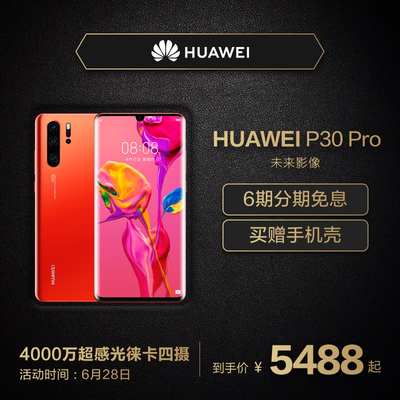 HUAWEI
HUAWEI P30 Pro
未来影像
08:08
6期分期免息
买赠手机壳
HUAWEI
4000万超感光徕卡四摄
活动时间:6月28日
到手价 ¥ 5488 起